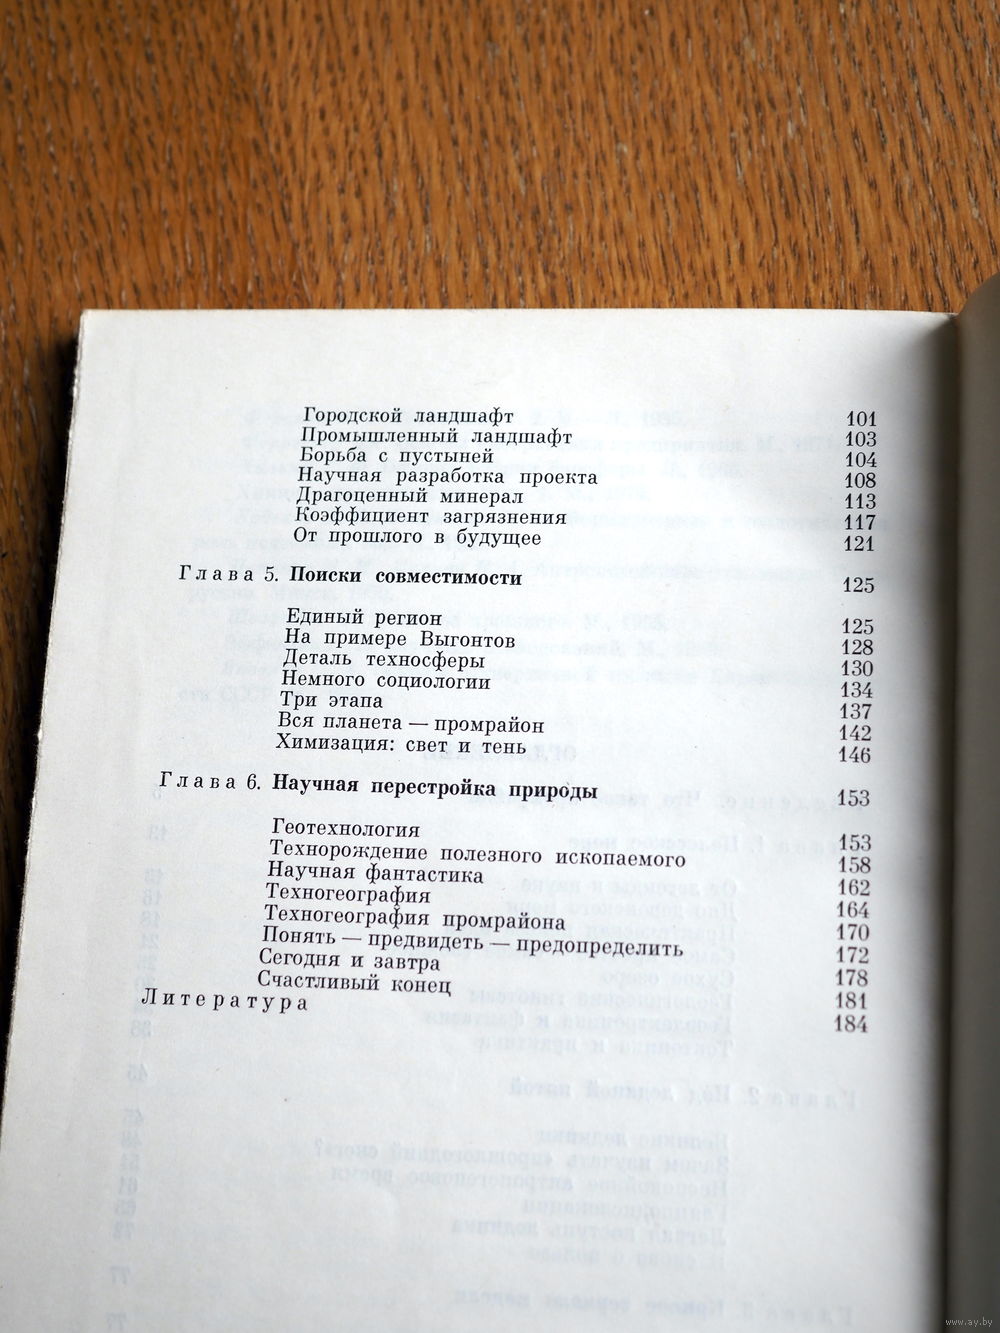 Городской ландшафт 101
Промышленный ландшафт 103
Борьба с пустыней 104
Научная разработка проекта 108
Драгоценный минерал 113
Коэффициент загрязнения 117
От прошлого в будущее 121
Глава 5. Поиски совместимости 125
Единый регион 125
На примере Выгонтов 128
Деталь техносферы 130
Немного социологии 134
Три этапа 137
Вся планета — промрайон 142
Химизация: свет и тень 146
Глава 6. Научная перестройка природы 153
Геотехнология 153
Технорождение полезного ископаемого 158
Научная фантастика 162
Техногеография 164
Техногеография промрайона 170
Понять — предвидеть — предопределить 172
Сегодня и завтра 178
Счастливый конец 181
Литература 184
www.ay.by